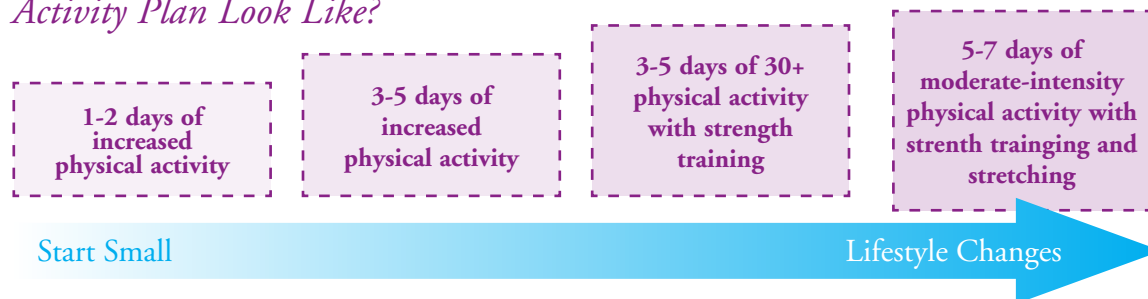 Activity Plan Look Like?
1-2 days of
increased
physical activity
3-5 days of
increased
physical activity
3-5 days of 30+
physical activity
with strength
training
5-7 days of
moderate-intensity
physical activity with
strenth trainging and
stretching
Start Small
Lifestyle Changes